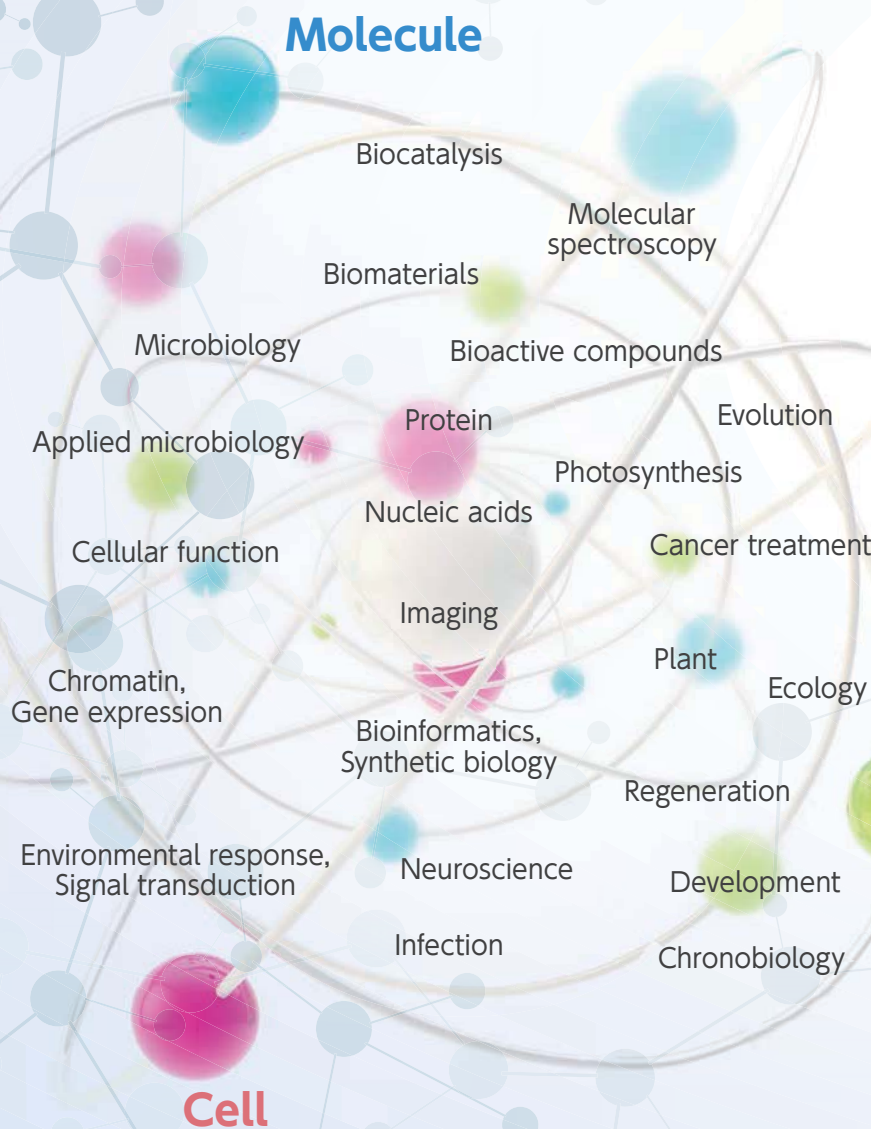 Molecule
Biocatalysis
Molecular
spectroscopy
Biomaterials
Microbiology
Bioactive compounds
Protein
Evolution
Applied microbiology
Photosynthesis
Nucleic acids
Cellular function
Cancer treatment
Imaging
Plant
Chromatin,
Gene expression
Ecology
Bioinformatics,
Synthetic biology
Regeneration
Environmental response,
Signal transduction
Neuroscience
Development
Infection
Chronobiology
Cell